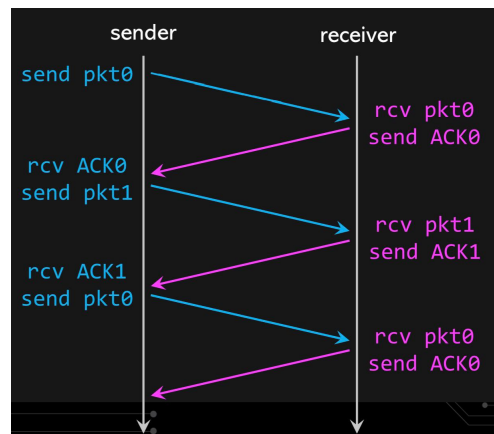 sender
receiver
send pkt0
rcv pkt0
send ACK0
rcv ACK0
send pkt1
rcv pkt1
send ACK1
rcv ACK1
send pkt0
rcv pkt0
send ACK0